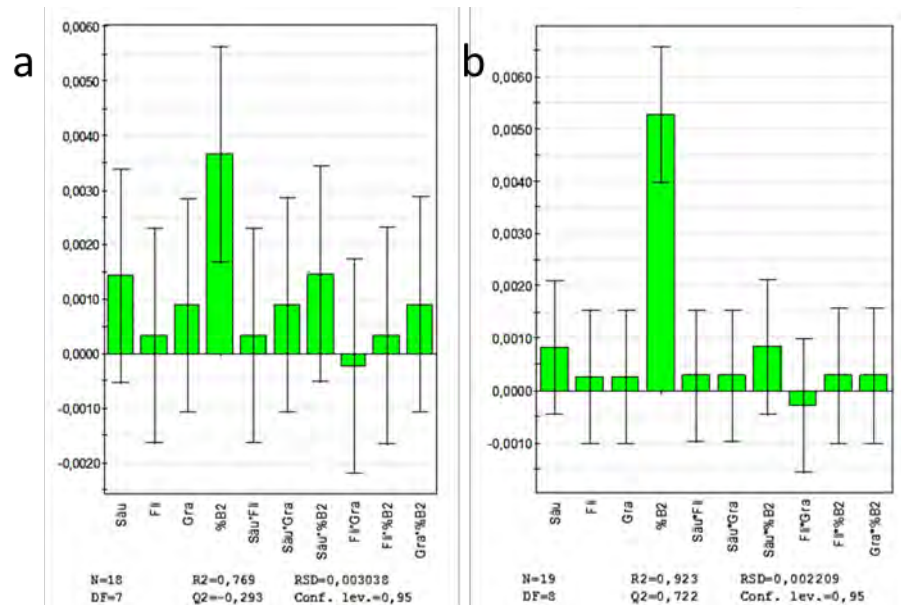 a
0,0060
0,0050
0,0040
0,0030
0,0020
0,0010
0,0000
-0,0010
-0,0020
Säu
Fli
Gra
%B2
Säu*Fli
Säu*Gra
Säu*%B2
Fli*Gra
Fli*%B2
Gra*%B2
N=18 R2=0,769 RSD=0,003038
DF=7 Q2=-0,293 Conf. lev.=0,95
b
0,0060
0,0050
0,0040
0,0030
0,0020
0,0010
0,0000
-0,0010
Säu
Fli
Gra
%B2
Säu*Fli
Säu*Gra
Säu*%B2
Fli*Gra
Fli*%B2
Gra*%B2
N=19 R2=0,923 RSD=0,002209
DF=8 Q2=0,722 Conf. lev.=0,95